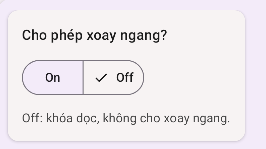 Cho phép xoay ngang?
On
Off
Off: khóa dọc, không cho xoay ngang.